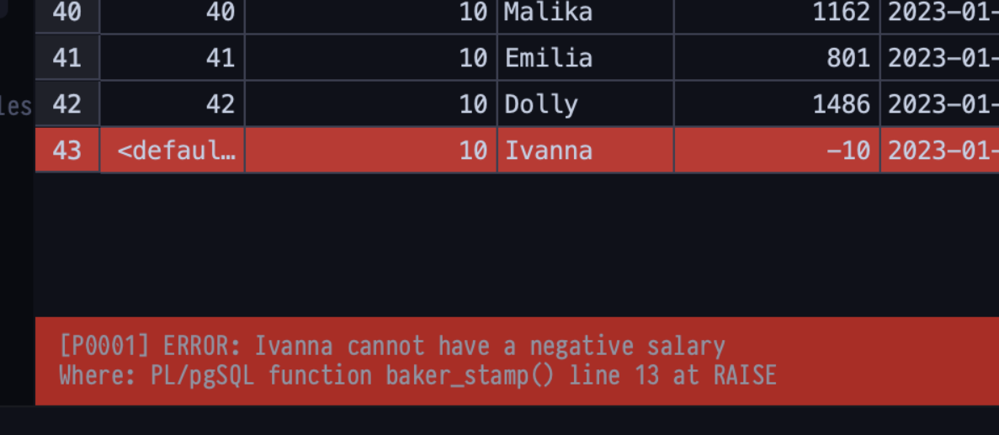 40 40 10 Malika 1162 2023-01-
41 41 10 Emilia 801 2023-01-
les 42 42 10 Dolly 1486 2023-01-
43 <defaul… 10 Ivanna -10 2023-01-
[P0001] ERROR: Ivanna cannot have a negative salary
Where: PL/pgSQL function baker_stamp() line 13 at RAISE